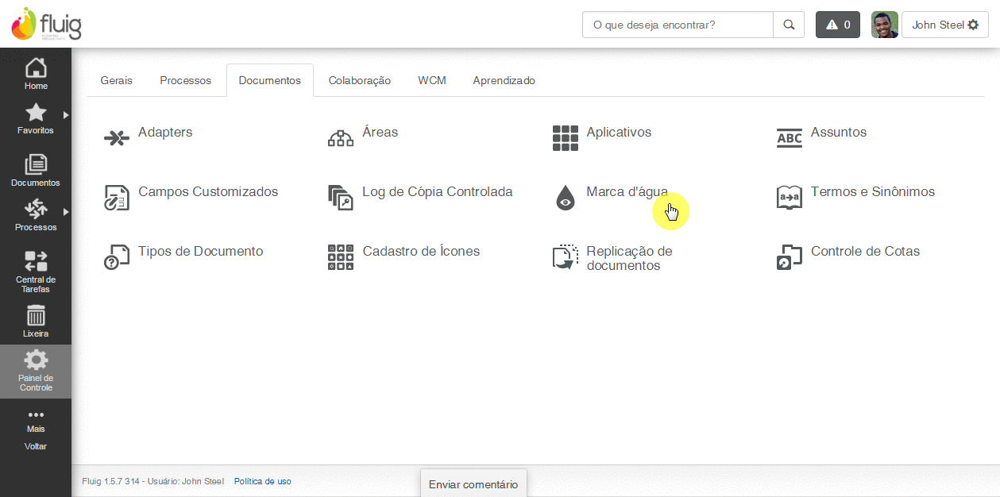 fluig
FLOWING
PRODUCTIVITY
O que deseja encontrar?
0
John Steel
Home
Favoritos
Documentos
Processos
Central de
Tarefas
Lixeira
Painel de
Controle
Mais
Voltar
Gerais
Processos
Documentos
Colaboração
WCM
Aprendizado
Adapters
Áreas
Aplicativos
ABC
Assuntos
Campos Customizados
Log de Cópia Controlada
Marca d'água
a→a
Termos e Sinônimos
Tipos de Documento
Cadastro de Ícones
Replicação de
documentos
Controle de Cotas
Fluig 1.5.7 314 - Usuário: John Steel
Política de uso
Enviar comentário